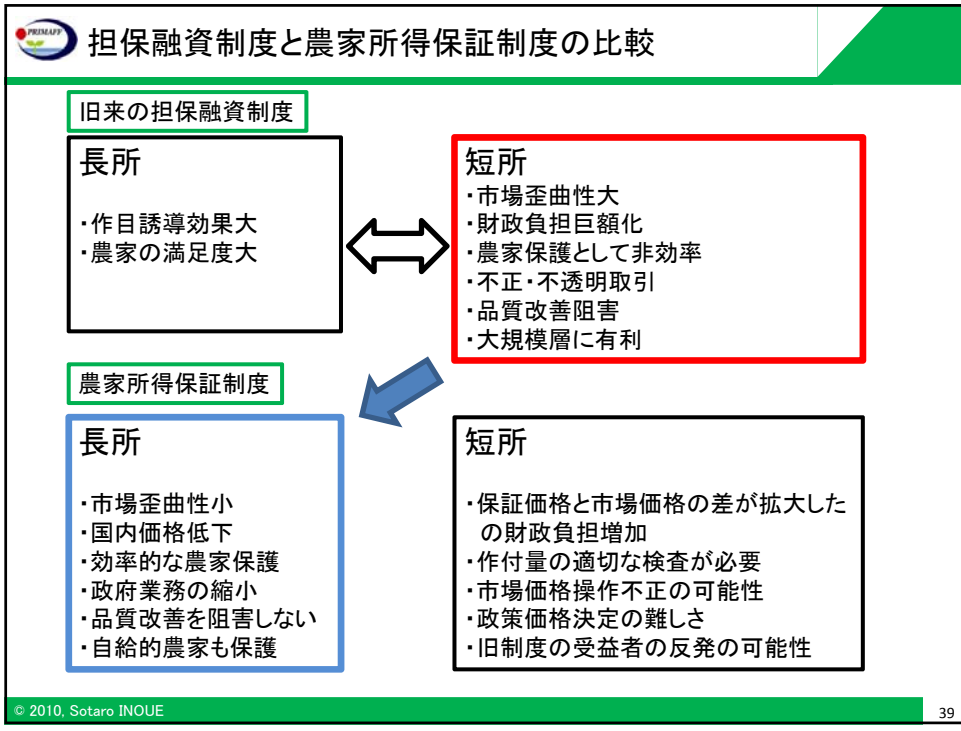 PRIMAFF
担保融資制度と農家所得保証制度の比較
旧来の担保融資制度
長所
・作目誘導効果大
・農家の満足度大
短所
・市場歪曲性大
・財政負担巨額化
・農家保護として非効率
・不正・不透明取引
・品質改善阻害
・大規模層に有利
農家所得保証制度
長所
・市場歪曲性小
・国内価格低下
・効率的な農家保護
・政府業務の縮小
・品質改善を阻害しない
・自給的農家も保護
短所
・保証価格と市場価格の差が拡大した
の財政負担増加
・作付量の適切な検査が必要
・市場価格操作不正の可能性
・政策価格決定の難しさ
・旧制度の受益者の反発の可能性
© 2010, Sotaro INOUE
39